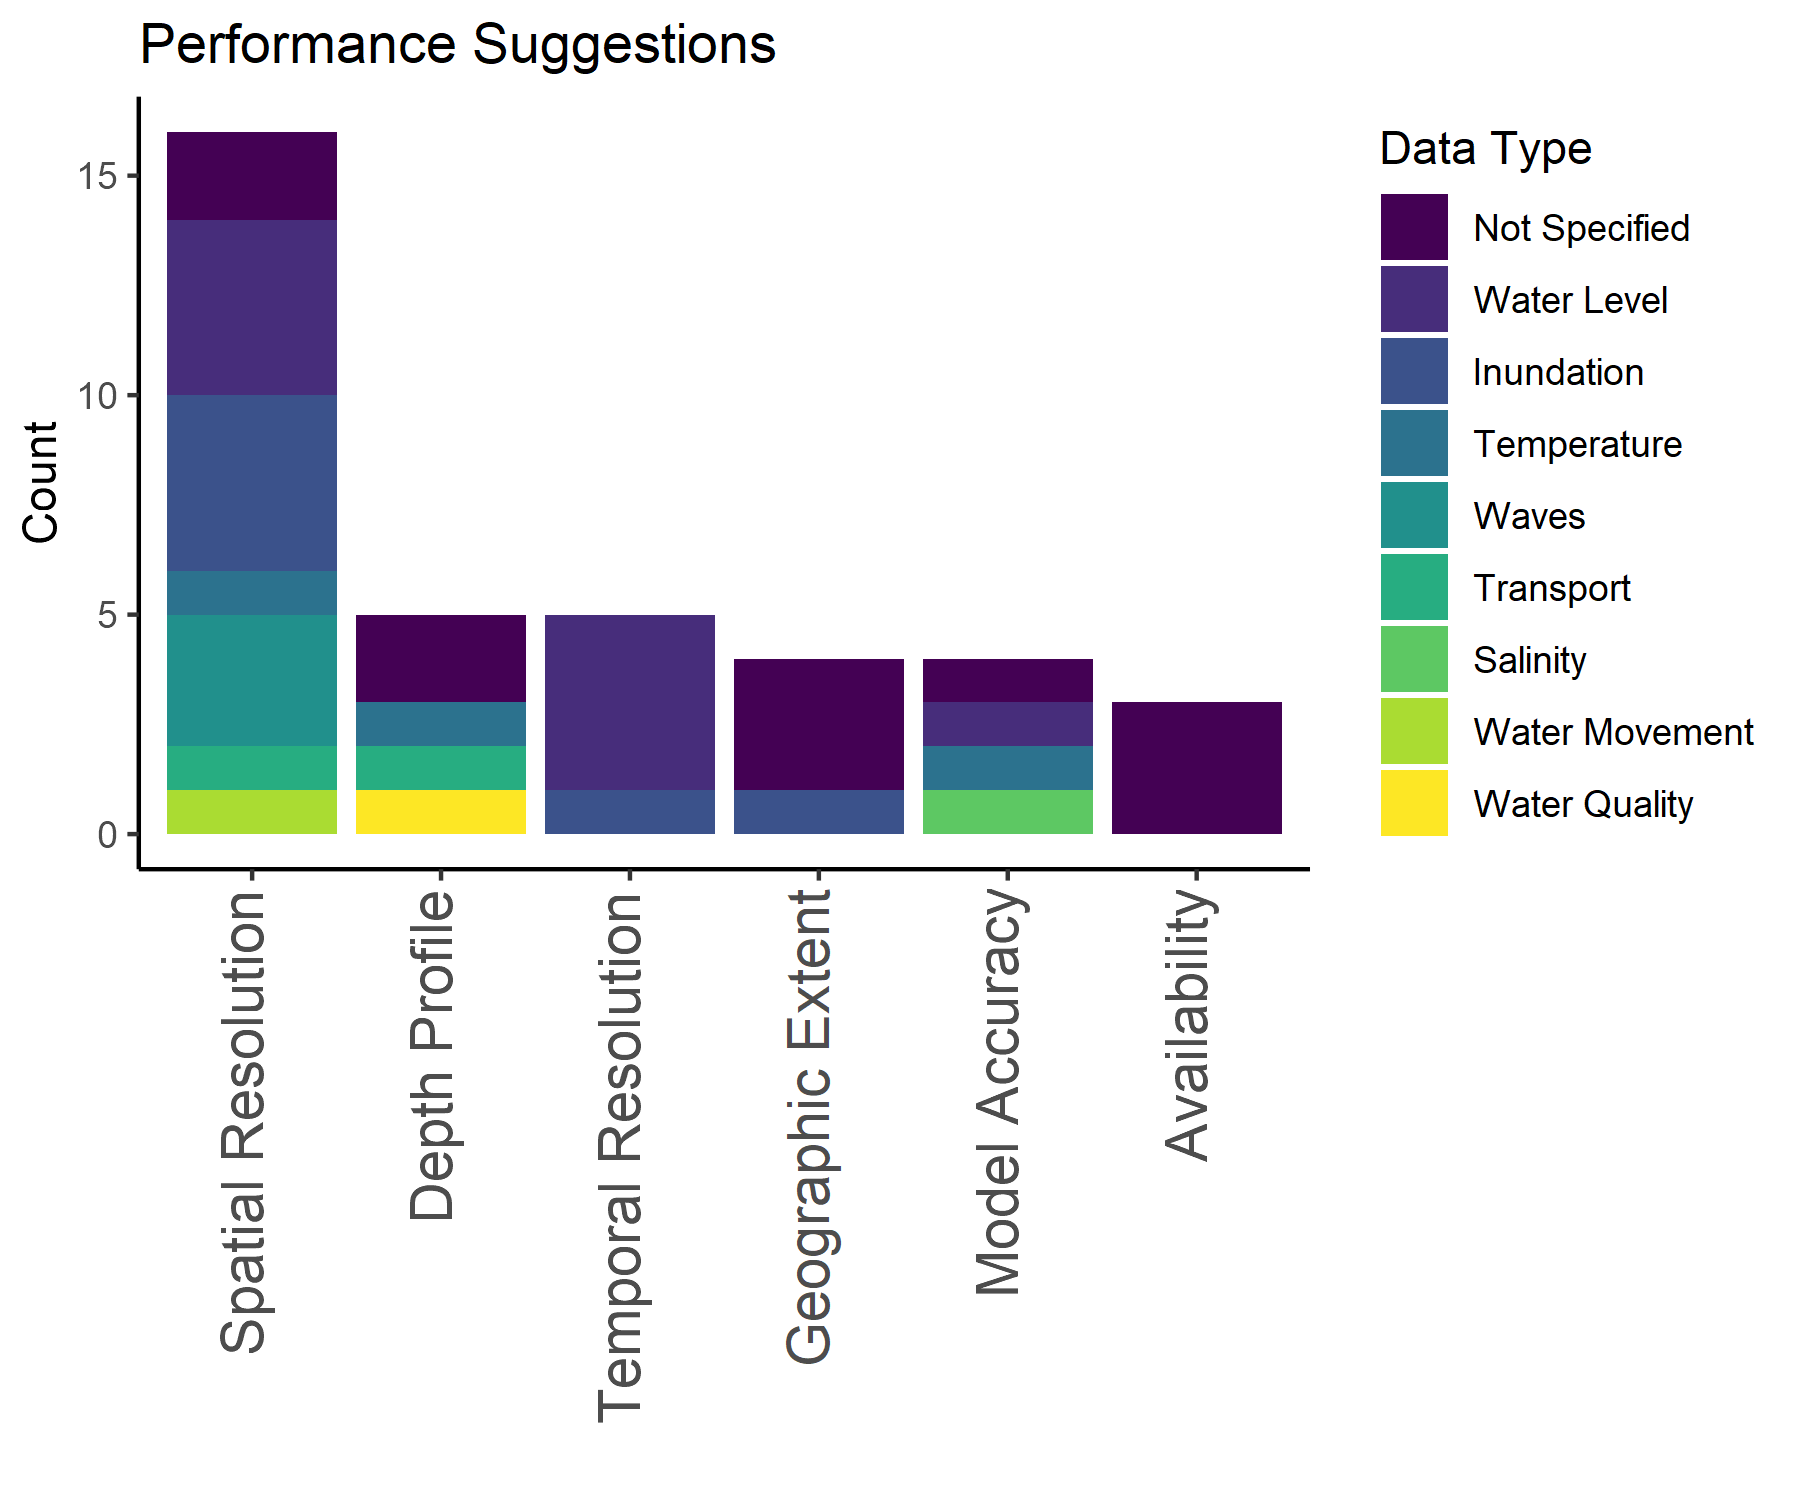 Performance Suggestions
Count
15
10
5
0
Spatial Resolution
Depth Profile
Temporal Resolution
Geographic Extent
Model Accuracy
Availability
Data Type
Not Specified
Water Level
Inundation
Temperature
Waves
Transport
Salinity
Water Movement
Water Quality